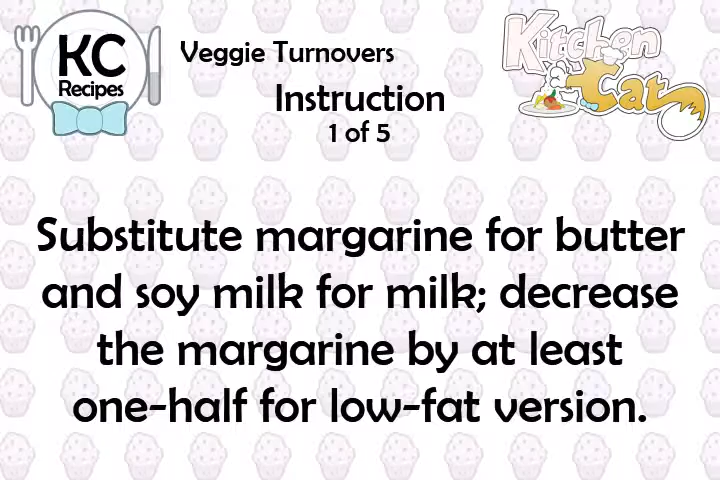 KC
Recipes
Veggie Turnovers
Instruction
1 of 5
Kitchen
Cat
Substitute margarine for butter
and soy milk for milk; decrease
the margarine by at least
one-half for low-fat version.